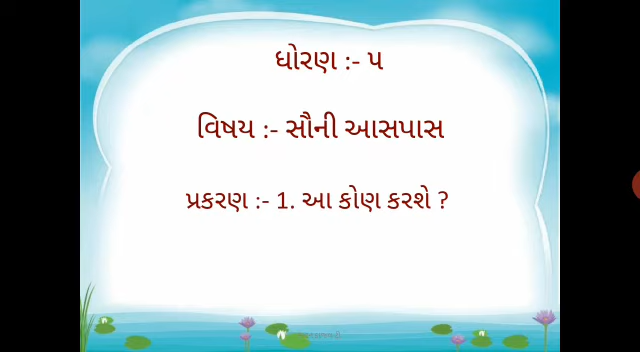 ધોરણ :- ૫
વિષય :- સૌની આસપાસ
પ્રકરણ :- 1. આ કોણ કરશે ?